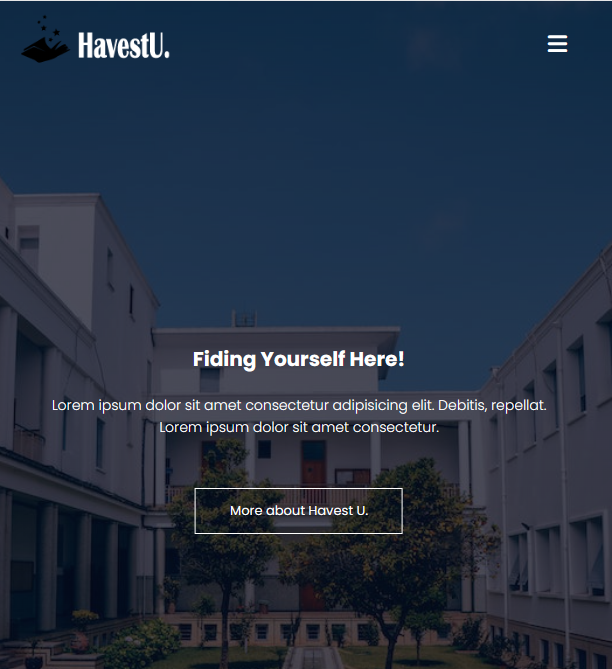 HavestU.
Fiding Yourself Here!
Lorem ipsum dolor sit amet consectetur adipisicing elit. Debitis, repellat.
Lorem ipsum dolor sit amet consectetur.
More about Havest U.